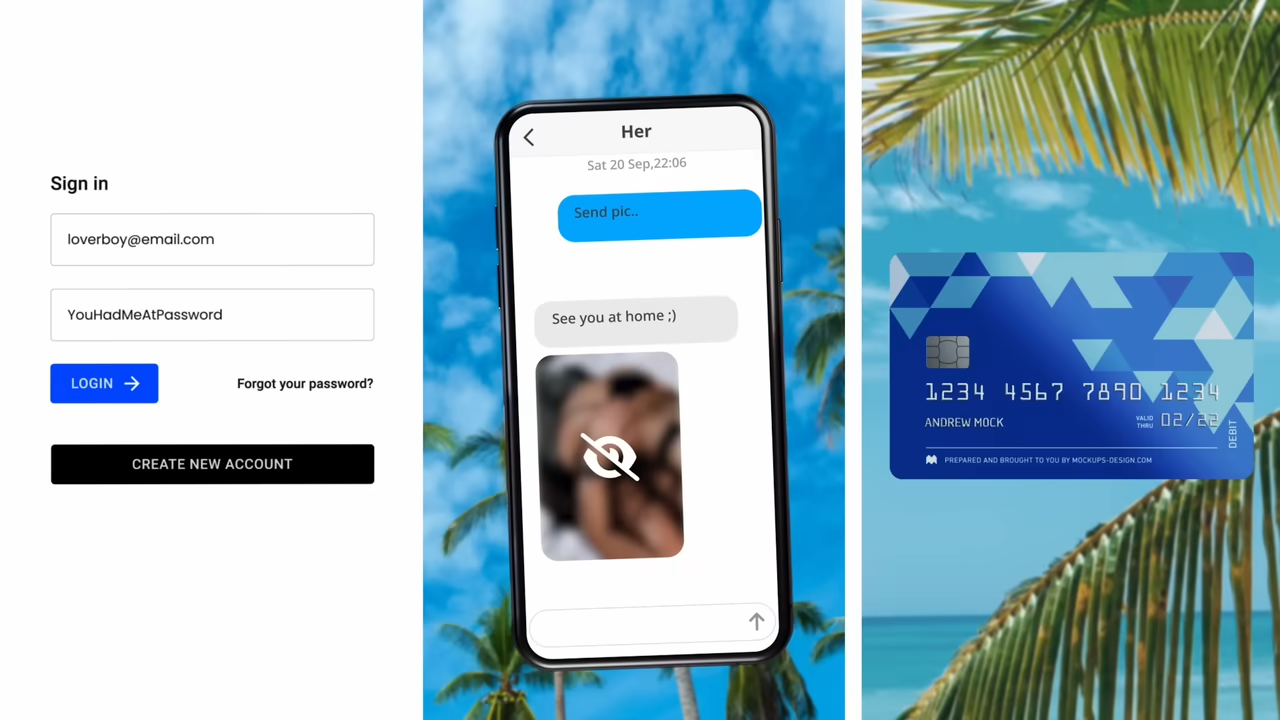 Sign in
loverboy@email.com
YouHadMeAtPassword
LOGIN
Forgot your password?
CREATE NEW ACCOUNT
Her
Sat 20 Sep,22:06
Send pic..
See you at home ;)
1234 4567 7890 1234
ANDREW MOCK
VALID THRU 02/22
DEBIT
PREPARED AND BROUGHT TO YOU BY MOCKUPS-DESIGN.COM